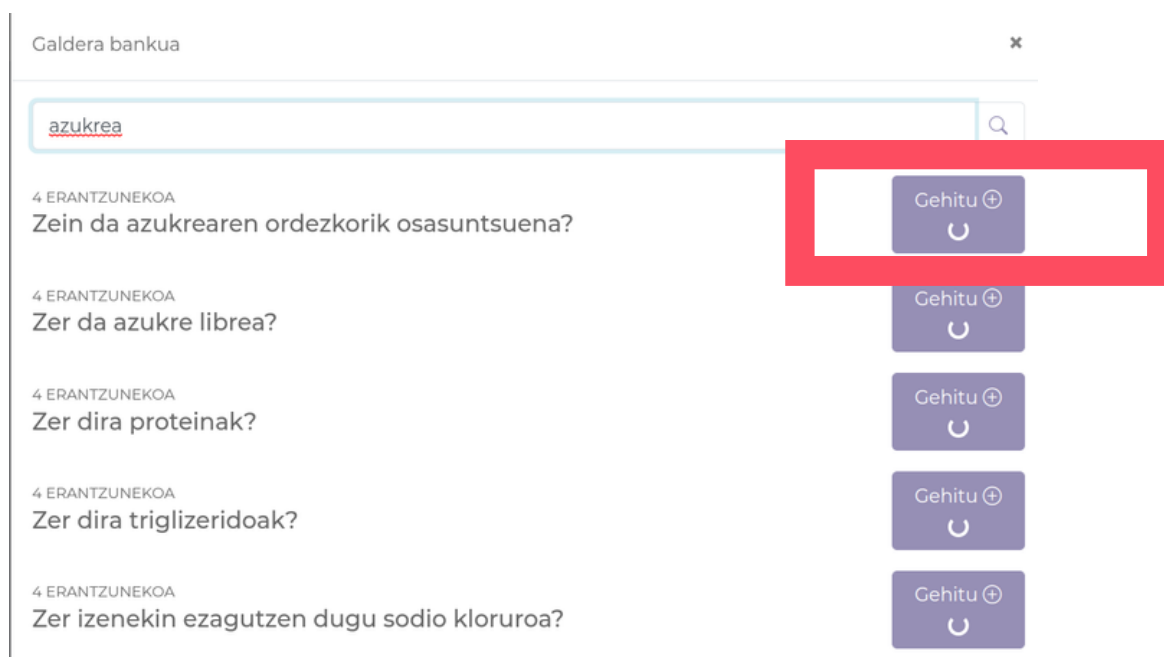 Galdera bankua
azukrea
4 ERANTZUNEKOA
Zein da azukrearen ordezkorik osasuntsuena?
Gehitu
4 ERANTZUNEKOA
Zer da azukre librea?
Gehitu
4 ERANTZUNEKOA
Zer dira proteinak?
Gehitu
4 ERANTZUNEKOA
Zer dira triglizeridoak?
Gehitu
4 ERANTZUNEKOA
Zer izenekin ezagutzen dugu sodio kloruroa?
Gehitu